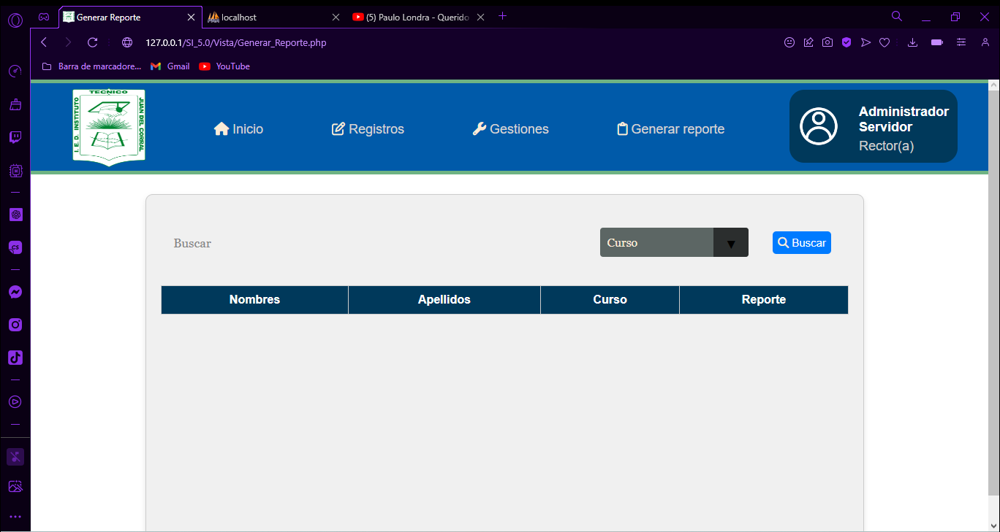 Generar Reporte
localhost
(5) Paulo Londra - Querido
127.0.0.1/SI_5.0/Vista/Generar_Reporte.php
Barra de marcadore...
Gmail
YouTube
TECNICO
I. E. D. INSTITUTO
JUAN DEL CORRAL
Inicio
Registros
Gestiones
Generar reporte
Administrador
Servidor
Rector(a)
Buscar
Curso
Buscar
Nombres
Apellidos
Curso
Reporte
CS